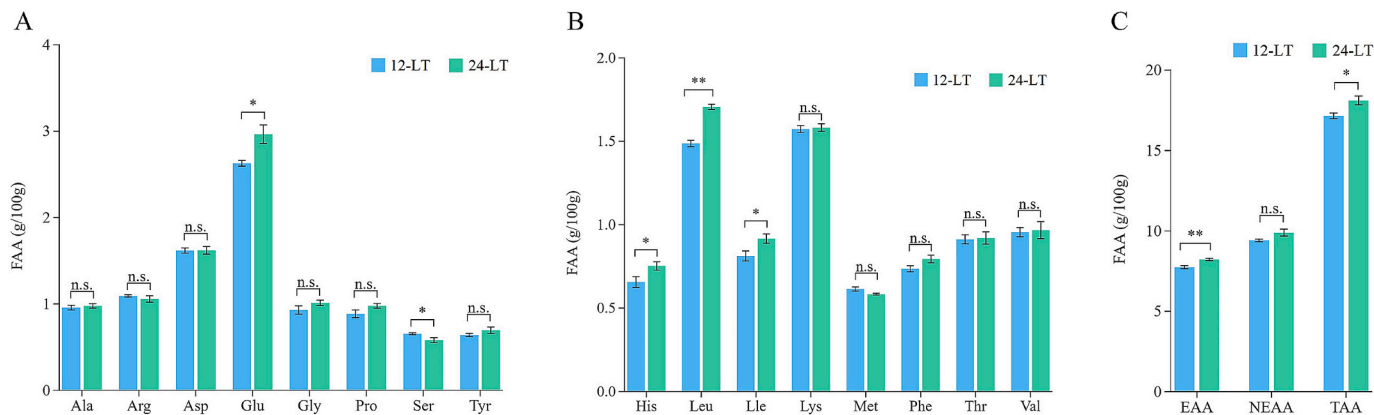 A
FAA (g/100g)
4
3
2
1
0
12-LT 24-LT
n.s. n.s. n.s. * n.s. n.s. * n.s.
Ala Arg Asp Glu Gly Pro Ser Tyr
B
FAA (g/100g)
2.0
1.5
1.0
0.5
0.0
12-LT 24-LT
* ** * n.s. n.s. n.s. n.s. n.s.
His Leu Lle Lys Met Phe Thr Val
C
FAA (g/100g)
20
15
10
5
0
12-LT 24-LT
** n.s. *
EAA NEAA TAA